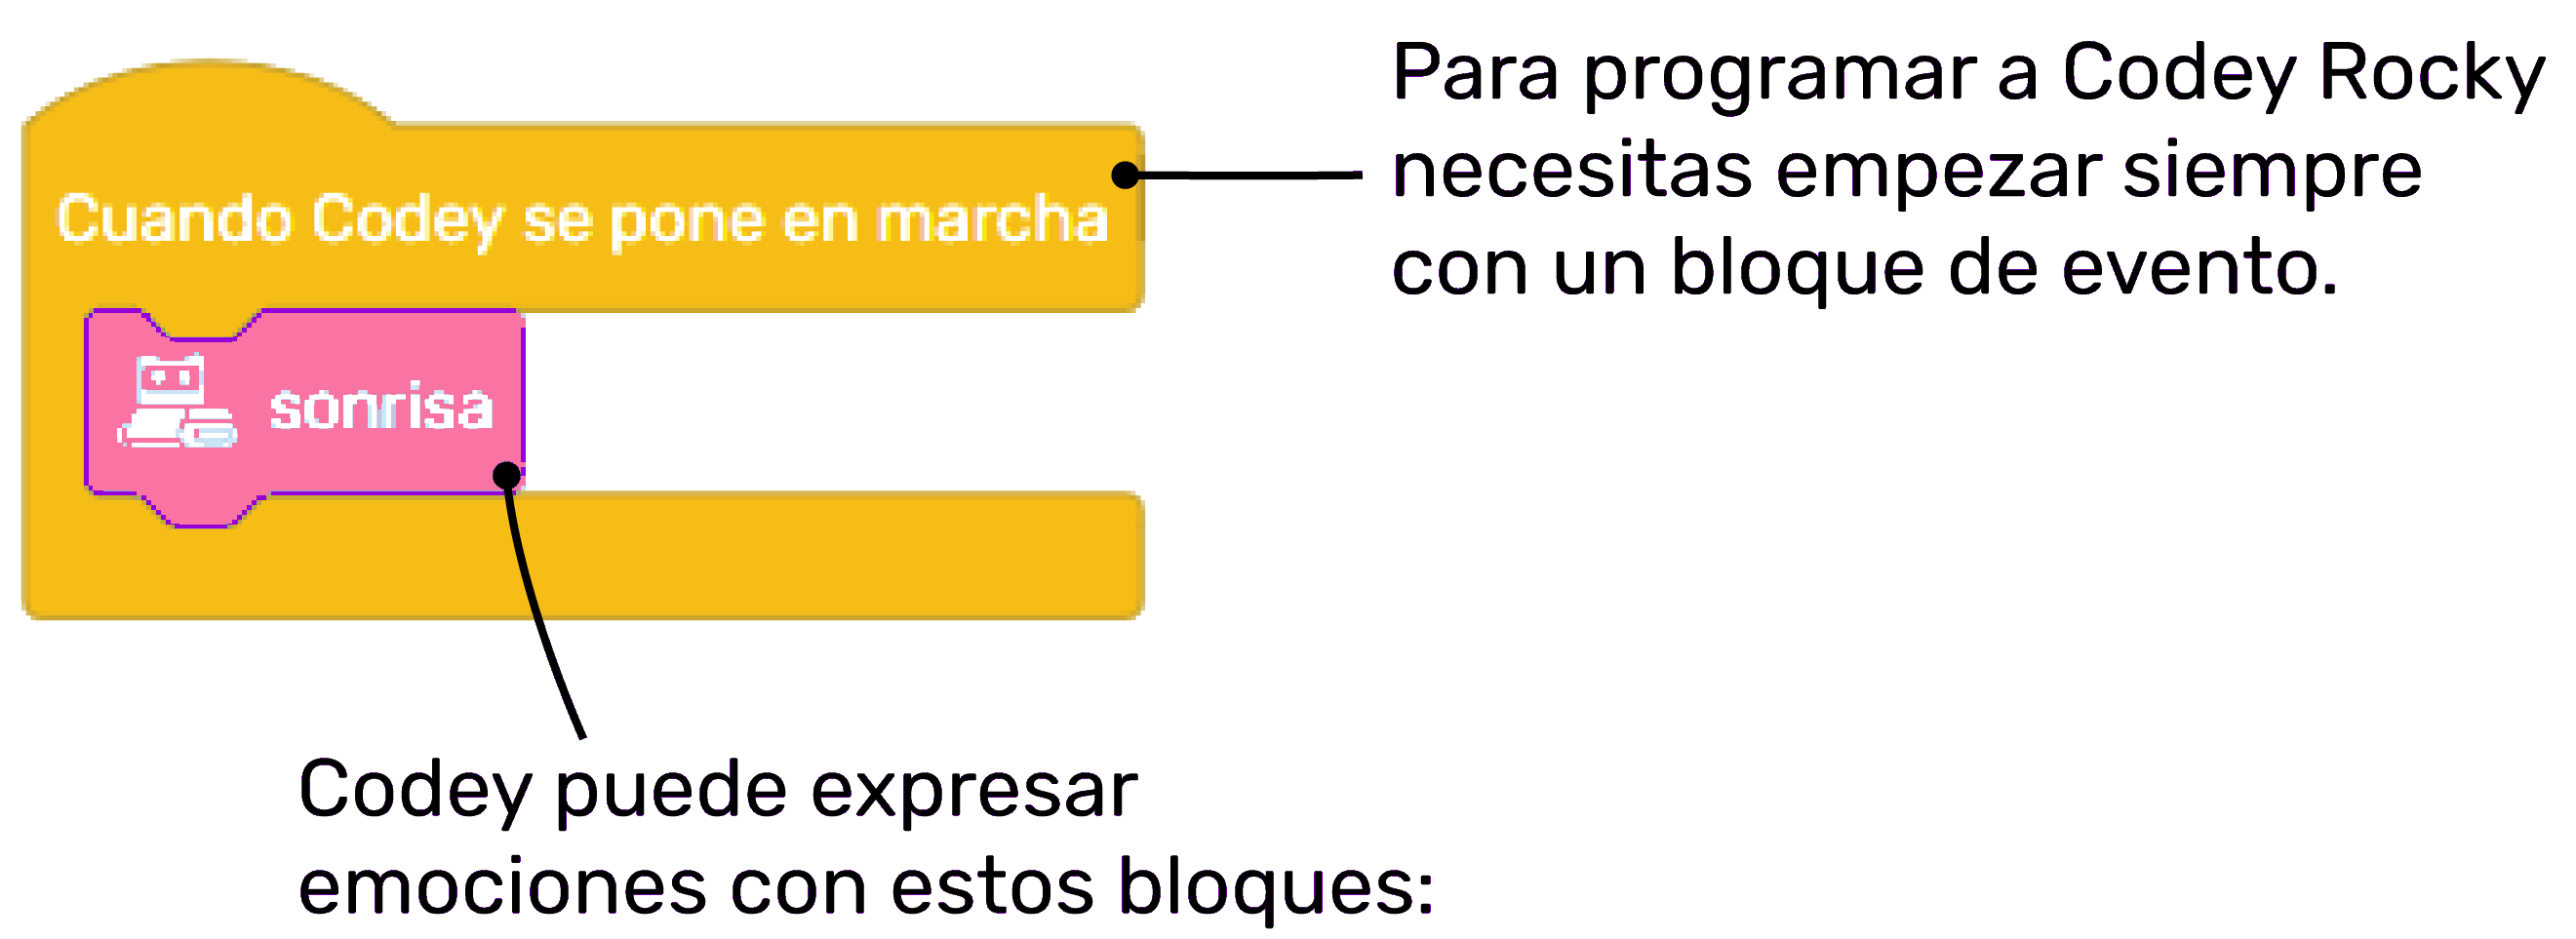 Para programar a Codey Rocky
necesitas empezar siempre
con un bloque de evento.
Cuando Codey se pone en marcha
sonrisa
Codey puede expresar
emociones con estos bloques: